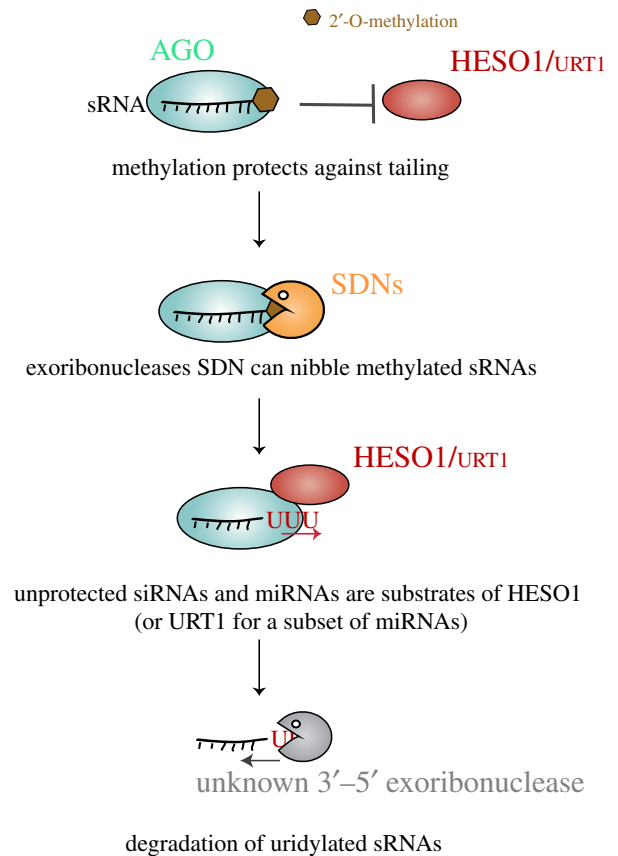 2′-O-methylation
AGO
HESO1/URT1
sRNA
methylation protects against tailing
SDNs
exoribonucleases SDN can nibble methylated sRNAs
HESO1/URT1
UUU
unprotected siRNAs and miRNAs are substrates of HESO1
(or URT1 for a subset of miRNAs)
U
unknown 3′–5′ exoribonuclease
degradation of uridylated sRNAs